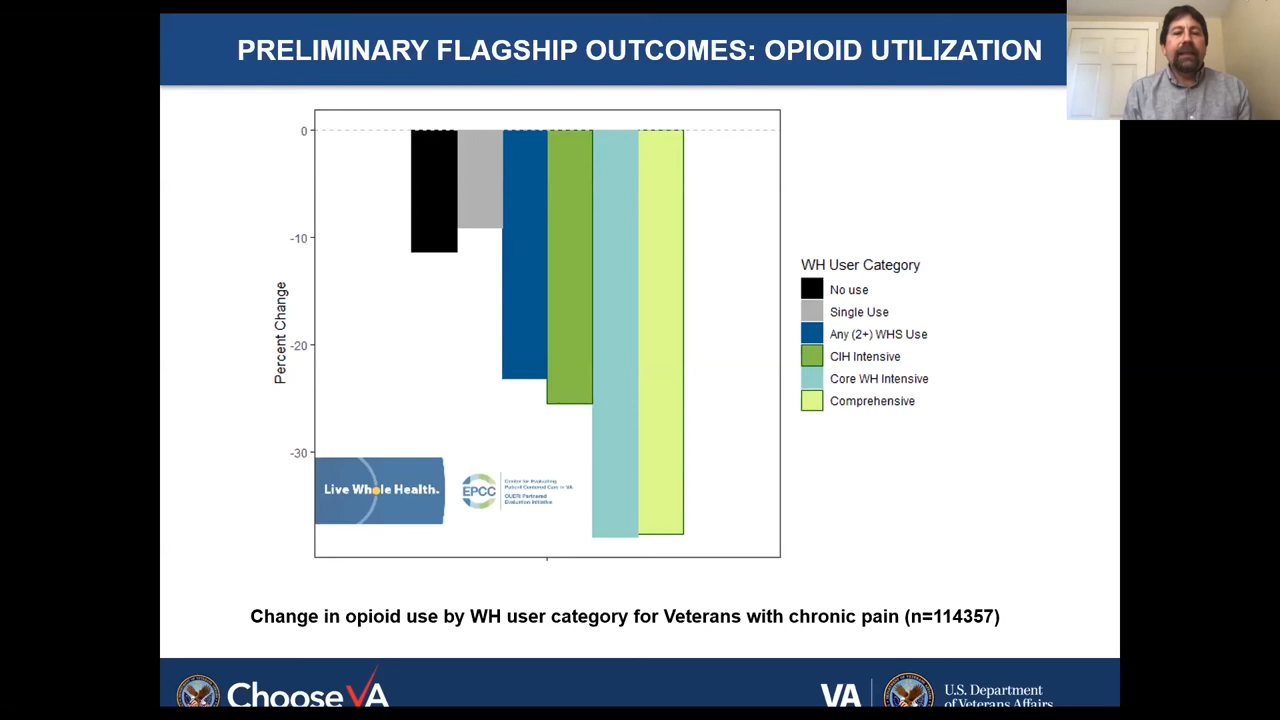 PRELIMINARY FLAGSHIP OUTCOMES: OPIOID UTILIZATION
0
-10
-20
-30
Percent Change
WH User Category
No use
Single Use
Any (2+) WHS Use
CIH Intensive
Core WH Intensive
Comprehensive
Live Whole Health.
EPCC
Center for Evaluating
Patient Centered Care in VA
QUERI Partnered
Evaluation Initiative
Change in opioid use by WH user category for Veterans with chronic pain (n=114357)
Choose VA
VA
U.S. Department
of Veterans Affairs